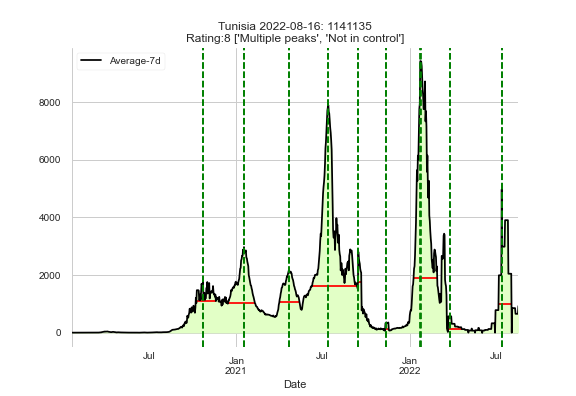 Tunisia 2022-08-16: 1141135
Rating:8 ['Multiple peaks', 'Not in control']
Average-7d
8000
6000
4000
2000
0
Jul
Jan
2021
Jul
Jan
2022
Jul
Date